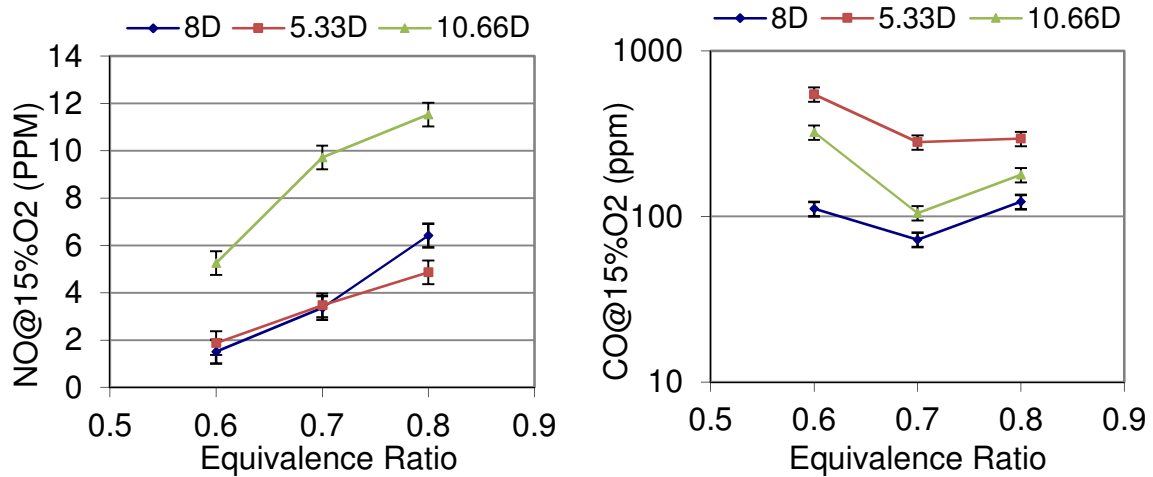 8D 5.33D 10.66D
NO@15%O2 (PPM)
14
12
10
8
6
4
2
0
0.5 0.6 0.7 0.8 0.9
Equivalence Ratio
8D 5.33D 10.66D
CO@15%O2 (ppm)
1000
100
10
0.5 0.6 0.7 0.8 0.9
Equivalence Ratio